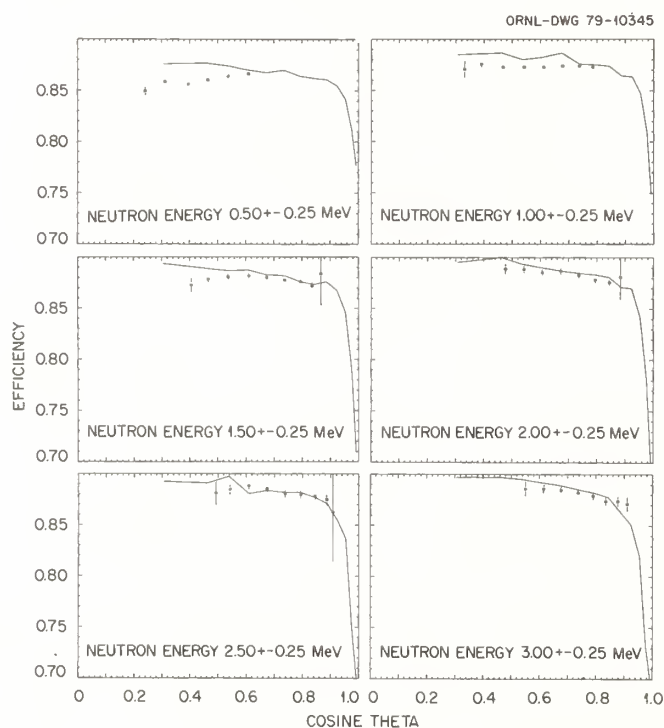 ORNL-DWG 79-10345
0.85
0.80
0.75
0.70
NEUTRON ENERGY 0.50+-0.25 MeV
NEUTRON ENERGY 1.00+-0.25 MeV
EFFICIENCY
0.85
0.80
0.75
0.70
NEUTRON ENERGY 1.50+-0.25 MeV
NEUTRON ENERGY 2.00+-0.25 MeV
0.85
0.80
0.75
0.70
NEUTRON ENERGY 2.50+-0.25 MeV
NEUTRON ENERGY 3.00+-0.25 MeV
0 0.2 0.4 0.6 0.8 1.0 0.2 0.4 0.6 0.8 1.0
COSINE THETA